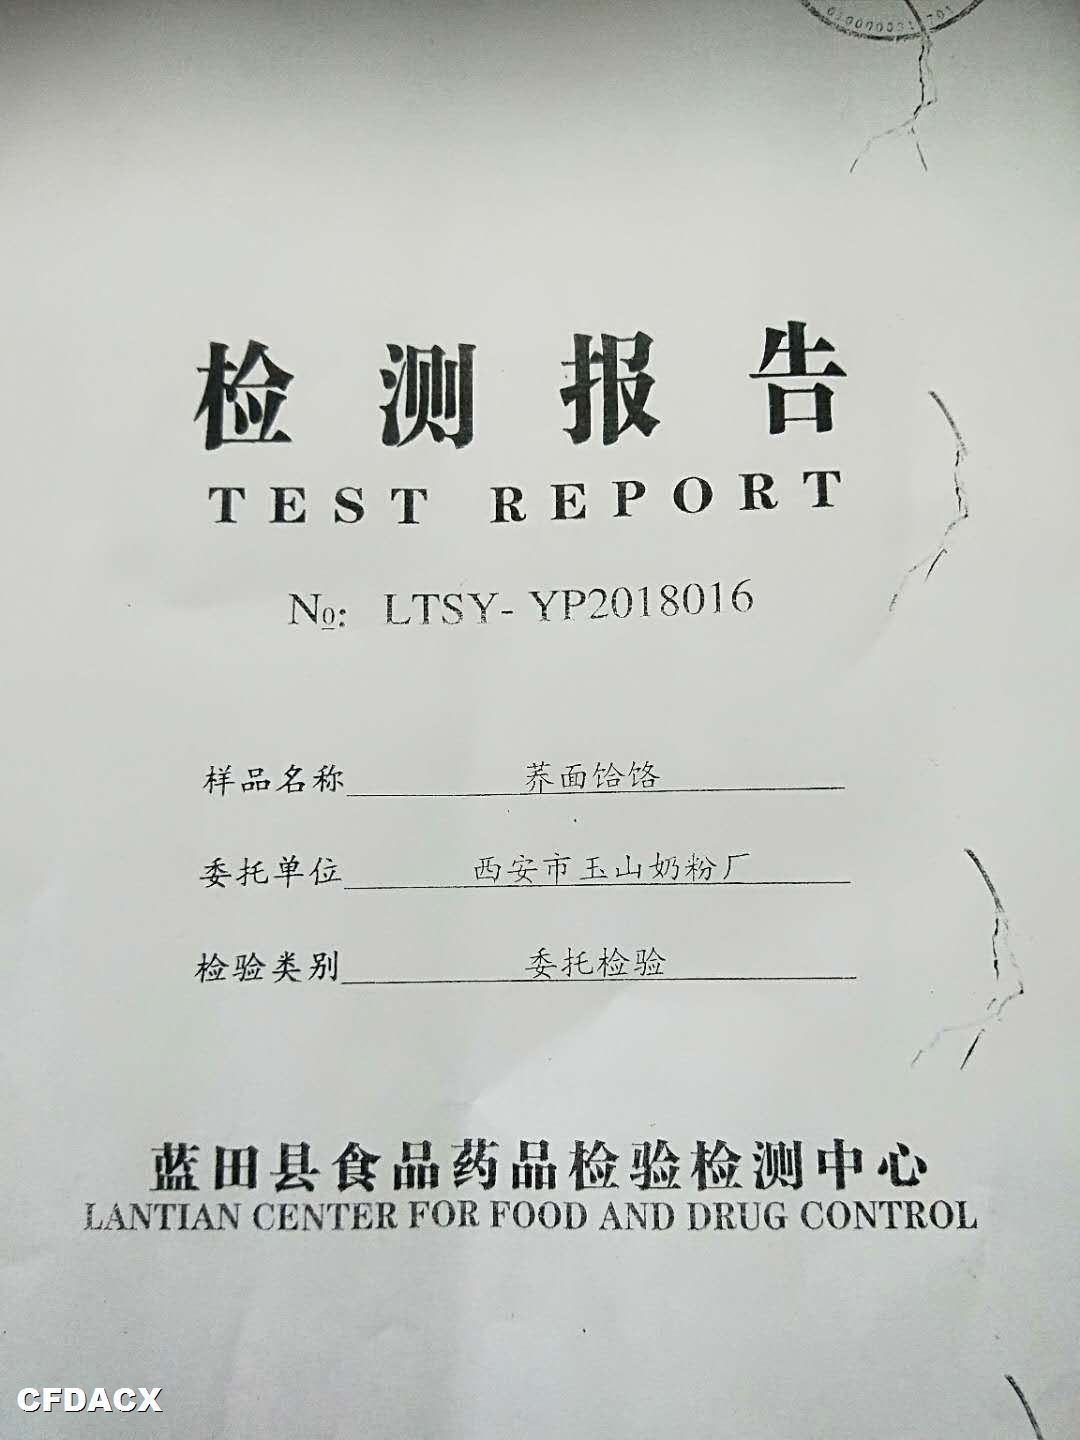 检测报告
TEST REPORT
No: LTSY- YP2018016
样品名称 荞面饸饹
委托单位 西安市玉山奶粉厂
检验类别 委托检验
蓝田县食品药品检验检测中心
LANTIAN CENTER FOR FOOD AND DRUG CONTROL
CFDACX